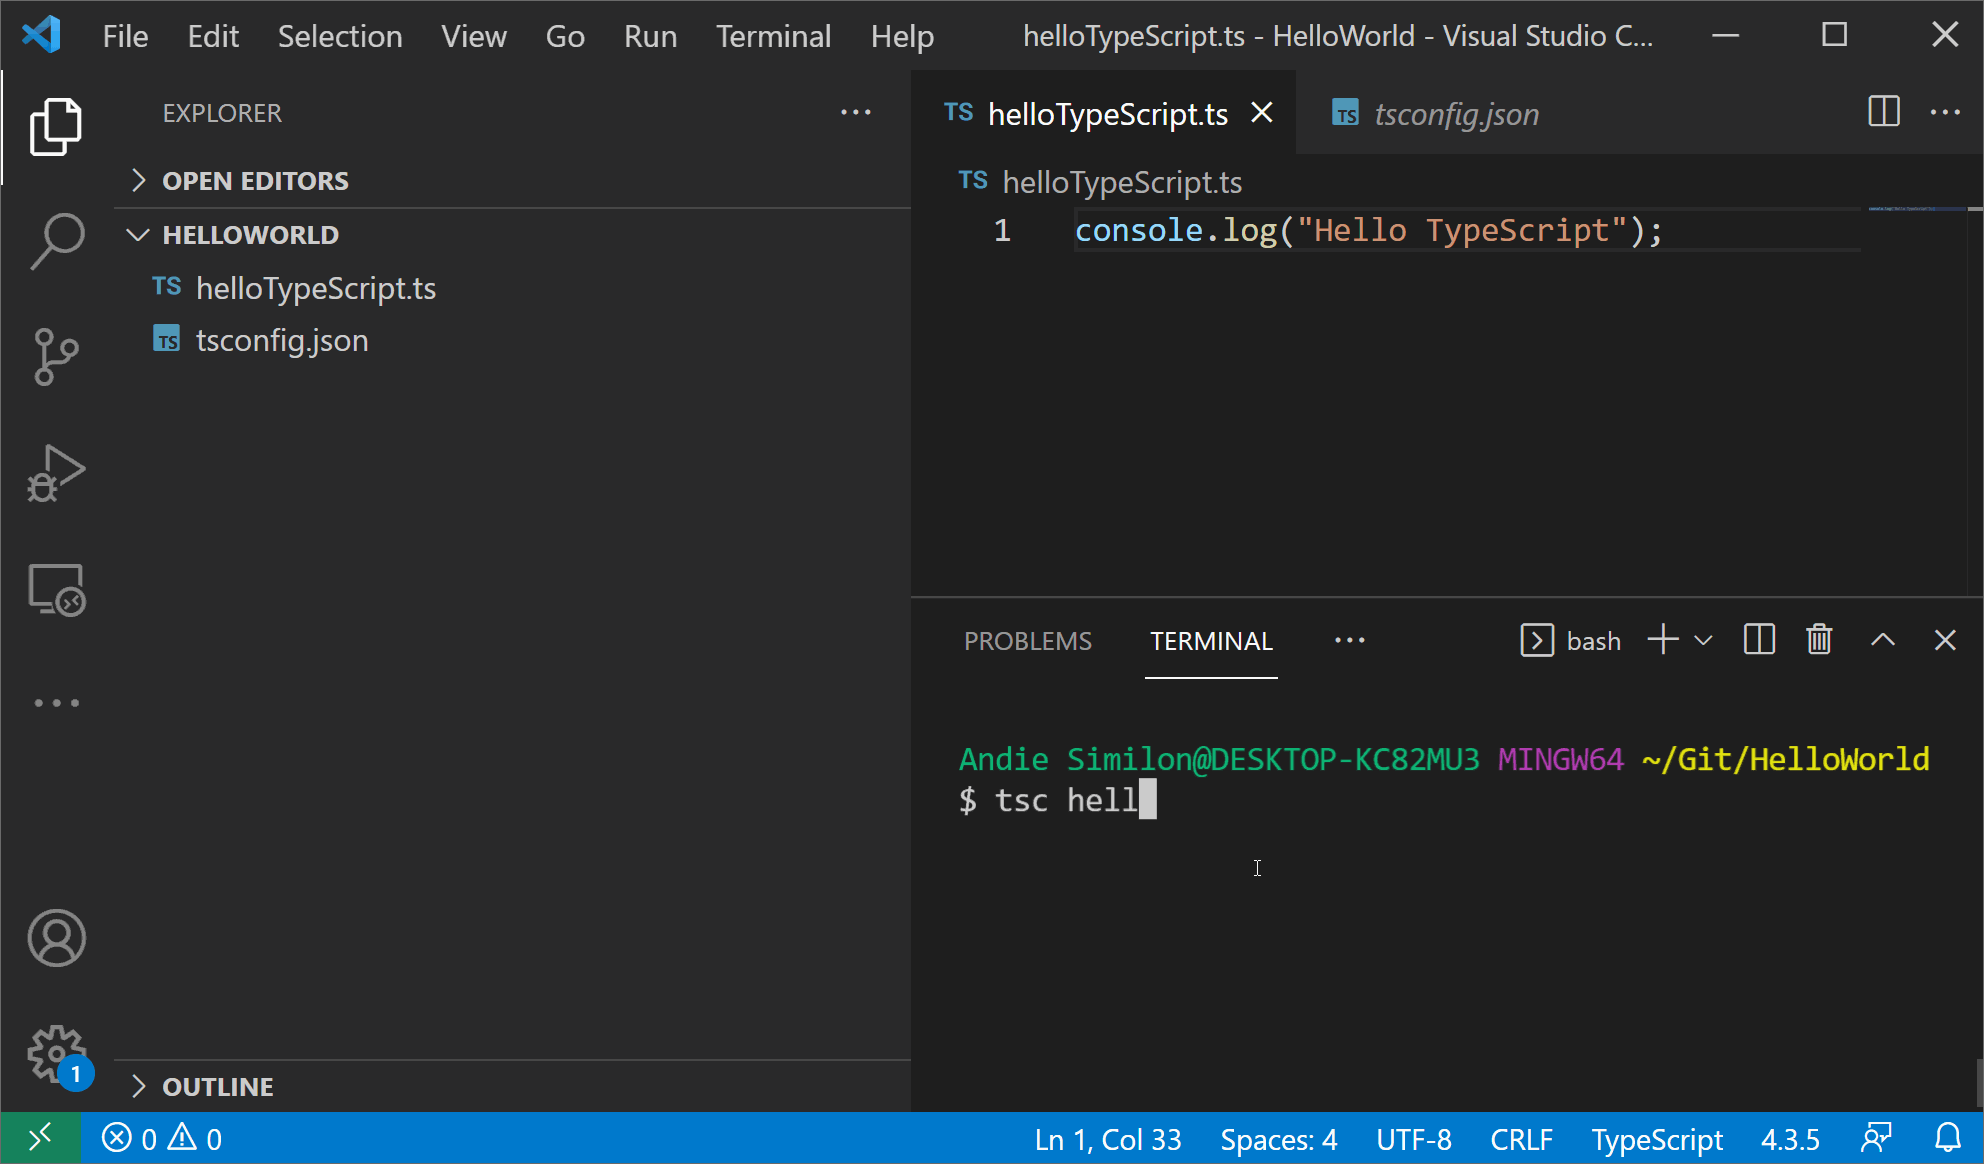 File Edit Selection View Go Run Terminal Help helloTypeScript.ts - HelloWorld - Visual Studio C...
EXPLORER
OPEN EDITORS
HELLOWORLD
TS helloTypeScript.ts
TS tsconfig.json
OUTLINE
TS helloTypeScript.ts TS tsconfig.json
TS helloTypeScript.ts
1 console.log("Hello TypeScript");
PROBLEMS TERMINAL bash
Andie Similon@DESKTOP-KC82MU3 MINGW64 ~/Git/HelloWorld
$ tsc hell
1
0 0 Ln 1, Col 33 Spaces: 4 UTF-8 CRLF TypeScript 4.3.5